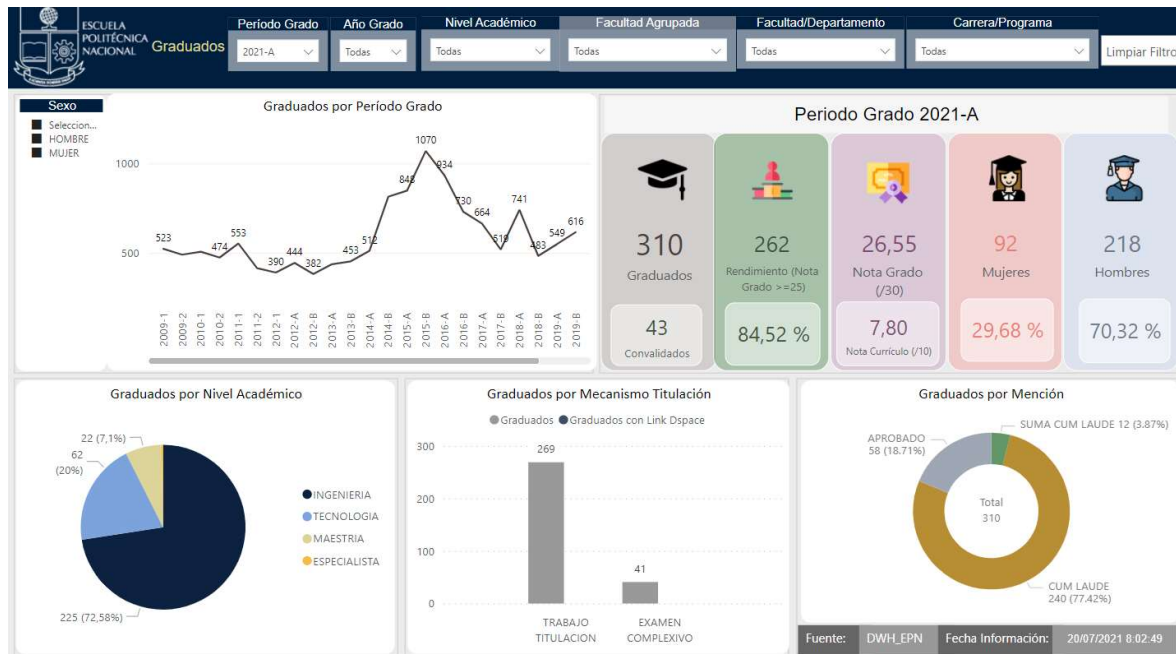 ESCUELA
POLITÉCNICA
NACIONAL
Graduados
Período Grado
2021-A
Año Grado
Todas
Nivel Académico
Todas
Facultad Agrupada
Todas
Facultad/Departamento
Todas
Carrera/Programa
Todas
Limpiar Filtro
Sexo
Seleccion...
HOMBRE
MUJER
Graduados por Período Grado
1000
500
523
474
553
390
444
382
453
512
848
1070
934
730
664
519
741
483
549
616
2009-1
2009-2
2010-1
2010-2
2011-1
2011-2
2012-1
2012-A
2012-B
2013-A
2013-B
2014-A
2014-B
2015-A
2015-B
2016-A
2016-B
2017-A
2017-B
2018-A
2018-B
2019-A
2019-B
Periodo Grado 2021-A
310
Graduados
43
Convalidados
262
Rendimiento (Nota
Grado >=25)
84,52 %
26,55
Nota Grado
(/30)
7,80
Nota Currículo (/10)
92
Mujeres
29,68 %
218
Hombres
70,32 %
Graduados por Nivel Académico
22 (7,1%)
62
(20%)
225 (72,58%)
INGENIERIA
TECNOLOGIA
MAESTRIA
ESPECIALISTA
Graduados por Mecanismo Titulación
Graduados
Graduados con Link Dspace
300
200
100
0
269
41
TRABAJO
TITULACION
EXAMEN
COMPLEXIVO
Graduados por Mención
SUMA CUM LAUDE 12 (3.87%)
APROBADO
58 (18.71%)
Total
310
CUM LAUDE
240 (77.42%)
Fuente:
DWH_EPN
Fecha Información:
20/07/2021 8:02:49